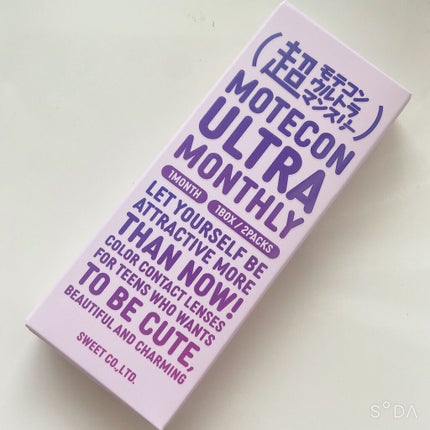 (超モテコン
ウルトラ
マンスリー)
MOTECON
ULTRA
MONTHLY
1MONTH 1BOX/2PACKS
LET YOURSELF BE
ATTRACTIVE MORE
THAN NOW!
COLOR CONTACT LENSES
FOR TEENS WHO WANTS
TO BE CUTE,
BEAUTIFUL AND CHARMING
SWEET CO.,LTD.
S°DA